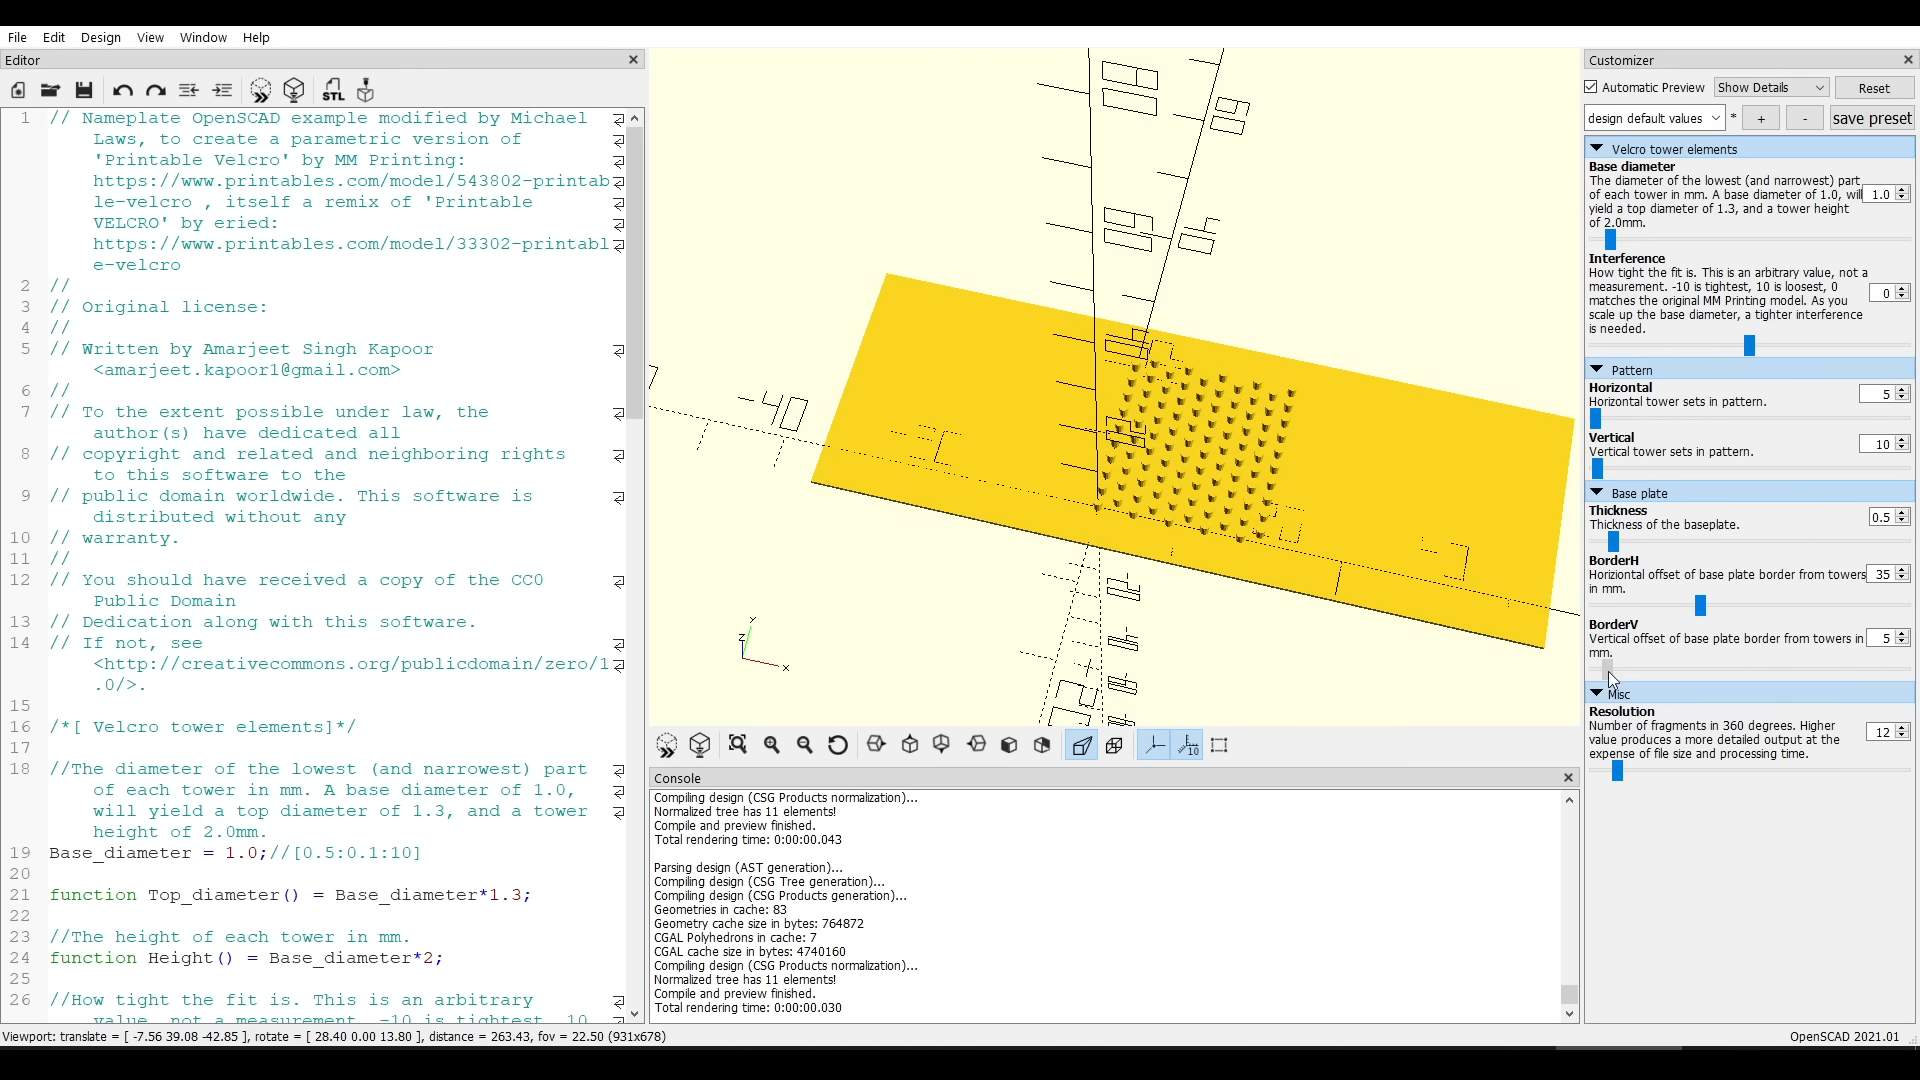 File Edit Design View Window Help
Editor
STL
1 // Nameplate OpenSCAD example modified by Michael
Laws, to create a parametric version of
'Printable Velcro' by MM Printing:
https://www.printables.com/model/543802-printab
le-velcro , itself a remix of 'Printable
VELCRO' by eried:
https://www.printables.com/model/33302-printabl
e-velcro
2 //
3 // Original license:
4 //
5 // Written by Amarjeet Singh Kapoor
<amarjeet.kapoor1@gmail.com>
6 //
7 // To the extent possible under law, the
author(s) have dedicated all
8 // copyright and related and neighboring rights
to this software to the
9 // public domain worldwide. This software is
distributed without any
10 // warranty.
11 //
12 // You should have received a copy of the CC0
Public Domain
13 // Dedication along with this software.
14 // If not, see
<http://creativecommons.org/publicdomain/zero/1
.0/>.
15
16 /*[ Velcro tower elements]*/
17
18 //The diameter of the lowest (and narrowest) part
of each tower in mm. A base diameter of 1.0,
will yield a top diameter of 1.3, and a tower
height of 2.0mm.
19 Base_diameter = 1.0;//[0.5:0.1:10]
20
21 function Top_diameter() = Base_diameter*1.3;
22
23 //The height of each tower in mm.
24 function Height() = Base_diameter*2;
25
26 //How tight the fit is. This is an arbitrary
value, not a measurement. -10 is tightest, 10
z y x
10
Console
Compiling design (CSG Products normalization)...
Normalized tree has 11 elements!
Compile and preview finished.
Total rendering time: 0:00:00.043
Parsing design (AST generation)...
Compiling design (CSG Tree generation)...
Compiling design (CSG Products generation)...
Geometries in cache: 83
Geometry cache size in bytes: 764872
CGAL Polyhedrons in cache: 7
CGAL cache size in bytes: 4740160
Compiling design (CSG Products normalization)...
Normalized tree has 11 elements!
Compile and preview finished.
Total rendering time: 0:00:00.030
Customizer
Automatic Preview Show Details Reset
design default values * + - save preset
Velcro tower elements
Base diameter
The diameter of the lowest (and narrowest) part
of each tower in mm. A base diameter of 1.0, will 1.0
yield a top diameter of 1.3, and a tower height
of 2.0mm.
Interference
How tight the fit is. This is an arbitrary value, not a
measurement. -10 is tightest, 10 is loosest, 0 0
matches the original MM Printing model. As you
scale up the base diameter, a tighter interference
is needed.
Pattern
Horizontal
Horizontal tower sets in pattern. 5
Vertical
Vertical tower sets in pattern. 10
Base plate
Thickness
Thickness of the baseplate. 0.5
BorderH
Horiziontal offset of base plate border from towers 35
in mm.
BorderV
Vertical offset of base plate border from towers in 5
mm.
Misc
Resolution
Number of fragments in 360 degrees. Higher
value produces a more detailed output at the 12
expense of file size and processing time.
Viewport: translate = [ -7.56 39.08 -42.85 ], rotate = [ 28.40 0.00 13.80 ], distance = 263.43, fov = 22.50 (931x678)
OpenSCAD 2021.01